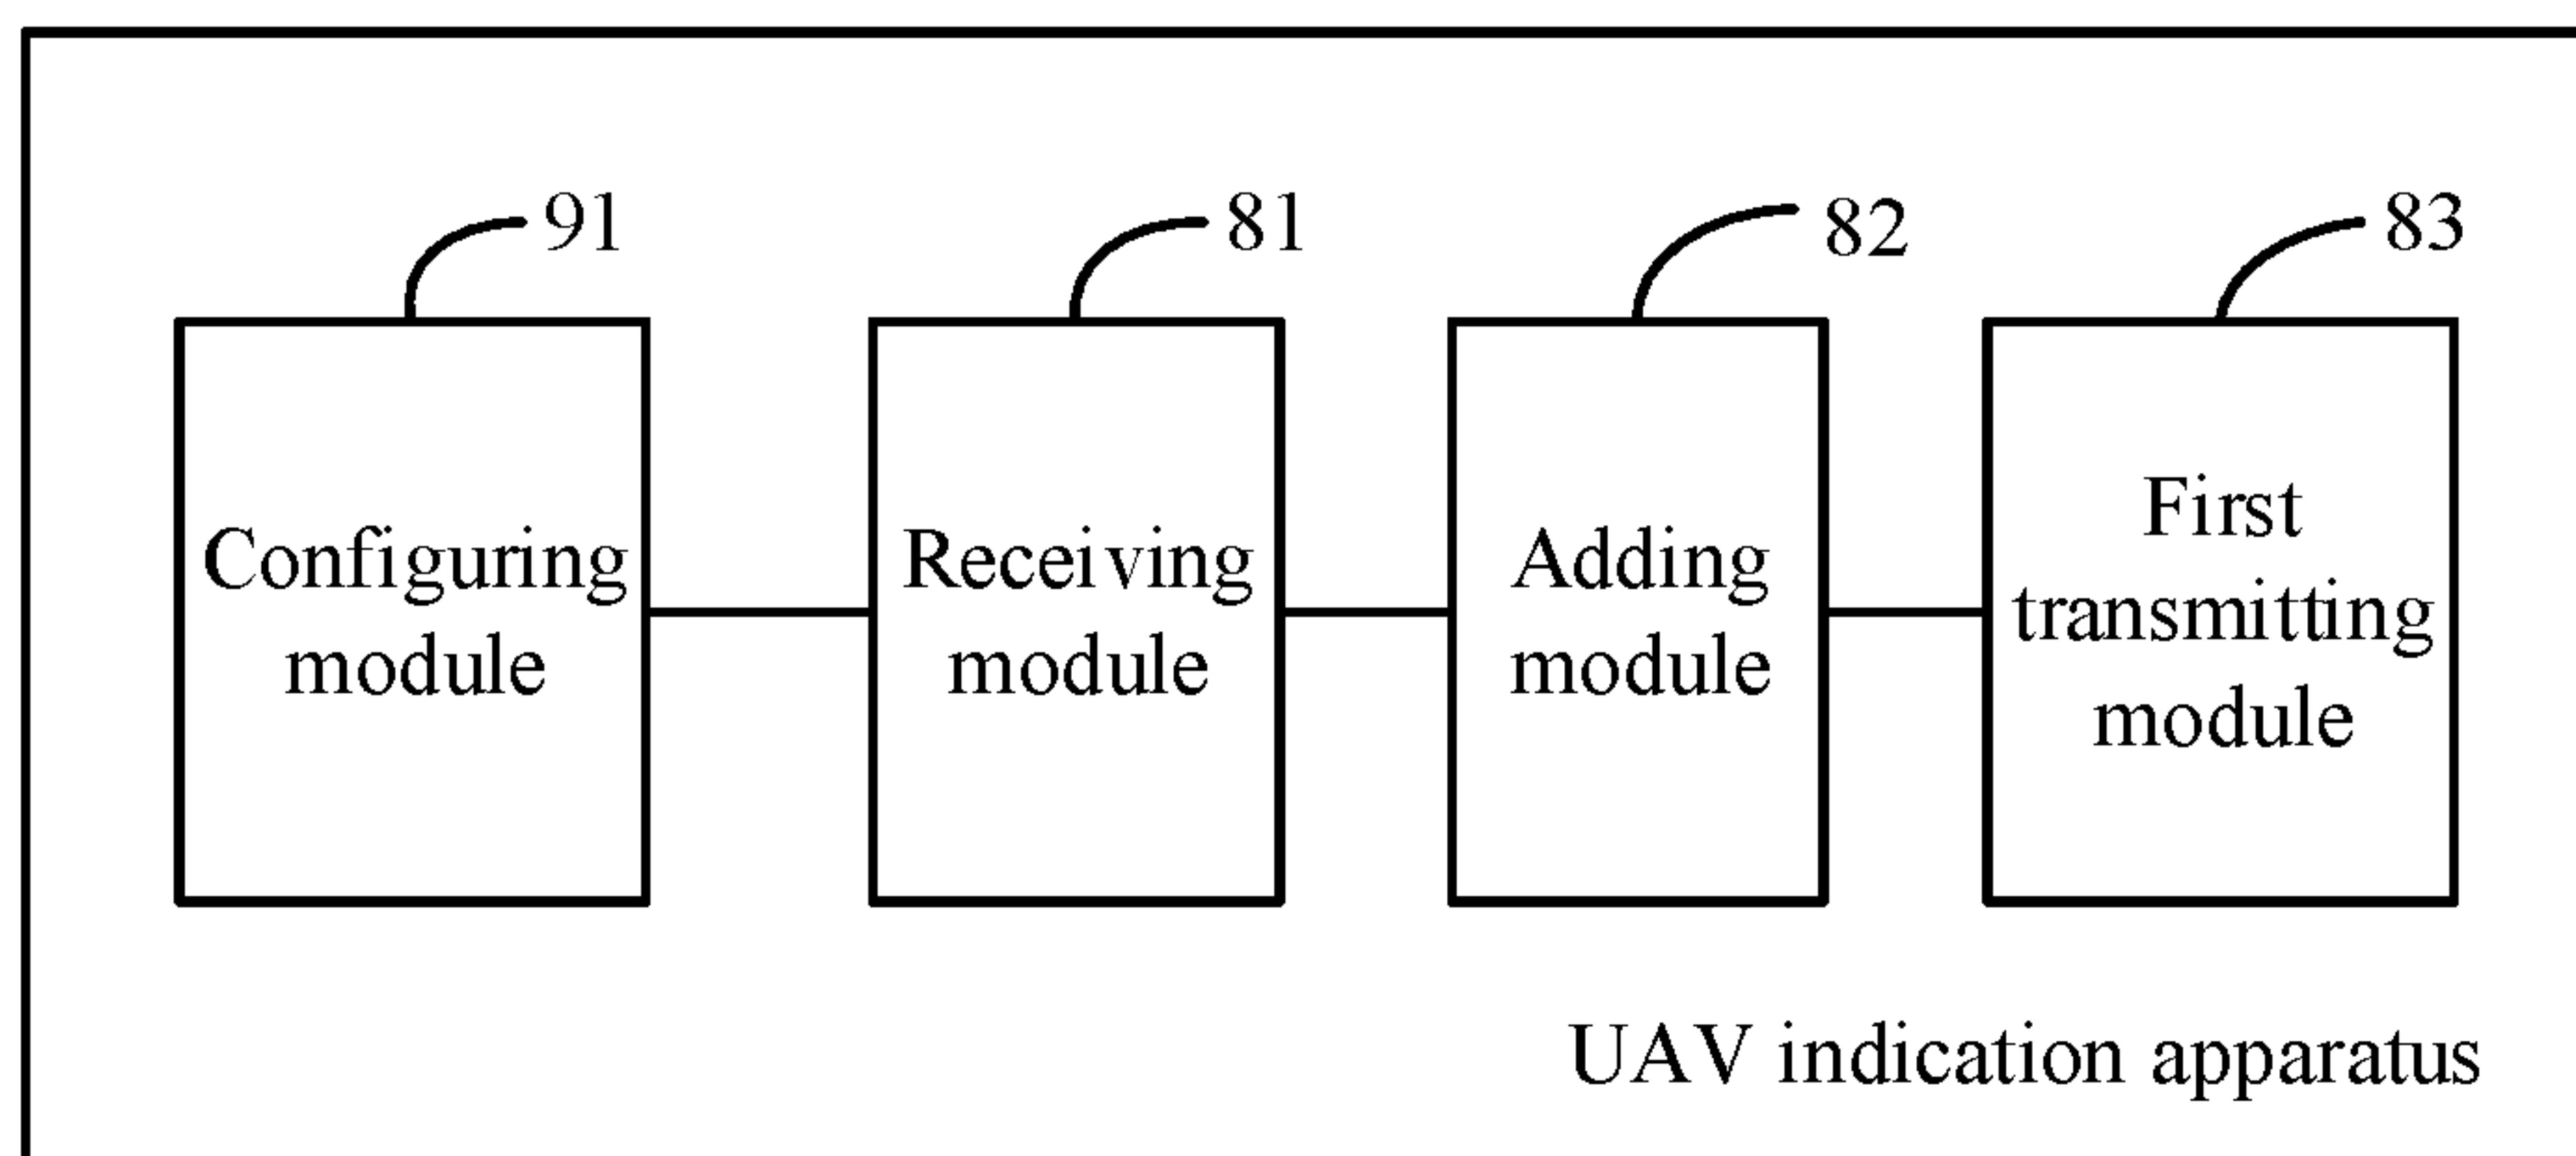 91
81
82
83
Configuring
module
Receiving
module
Adding
module
First
transmitting
module
UAV indication apparatus